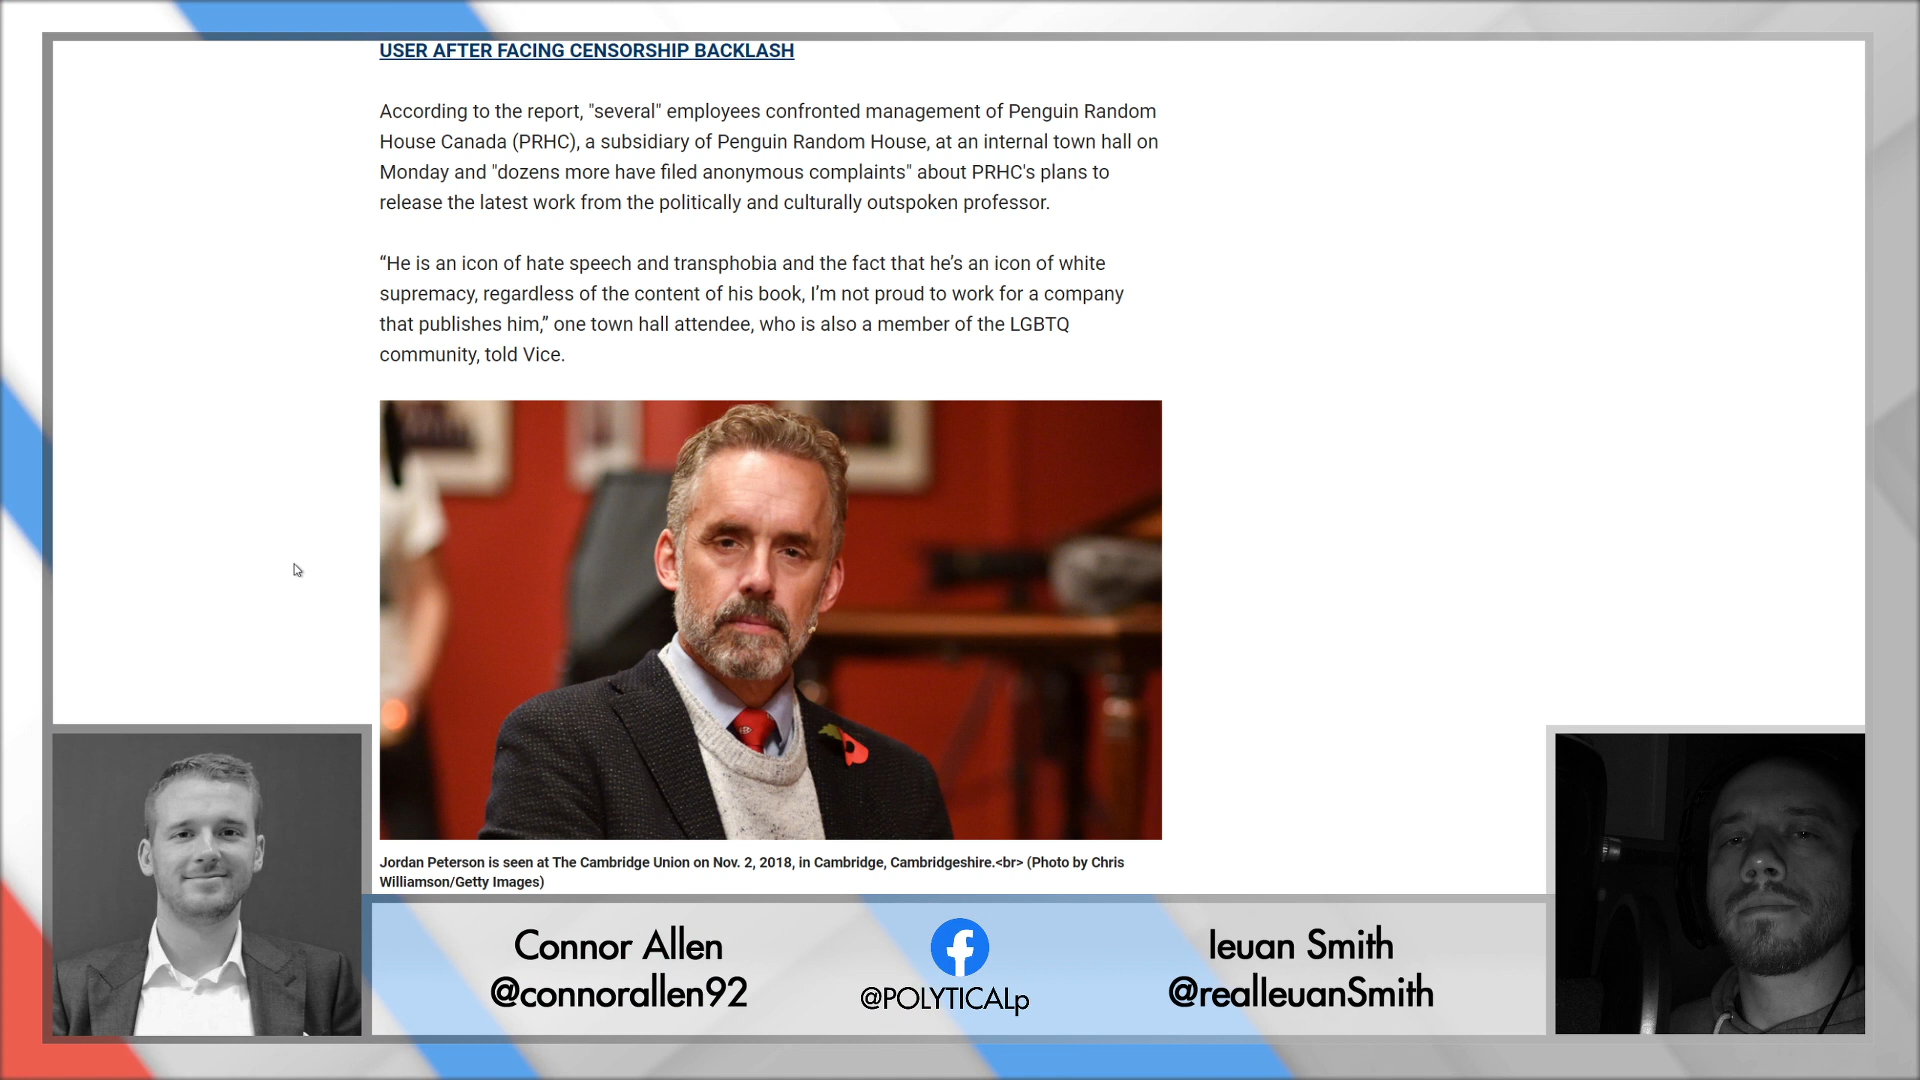 USER AFTER FACING CENSORSHIP BACKLASH
According to the report, "several" employees confronted management of Penguin Random
House Canada (PRHC), a subsidiary of Penguin Random House, at an internal town hall on
Monday and "dozens more have filed anonymous complaints" about PRHC's plans to
release the latest work from the politically and culturally outspoken professor.
“He is an icon of hate speech and transphobia and the fact that he’s an icon of white
supremacy, regardless of the content of his book, I’m not proud to work for a company
that publishes him,” one town hall attendee, who is also a member of the LGBTQ
community, told Vice.
Jordan Peterson is seen at The Cambridge Union on Nov. 2, 2018, in Cambridge, Cambridgeshire.<br> (Photo by Chris
Williamson/Getty Images)
Connor Allen
@connorallen92
@POLYTICALp
Ieuan Smith
@realIeuanSmith